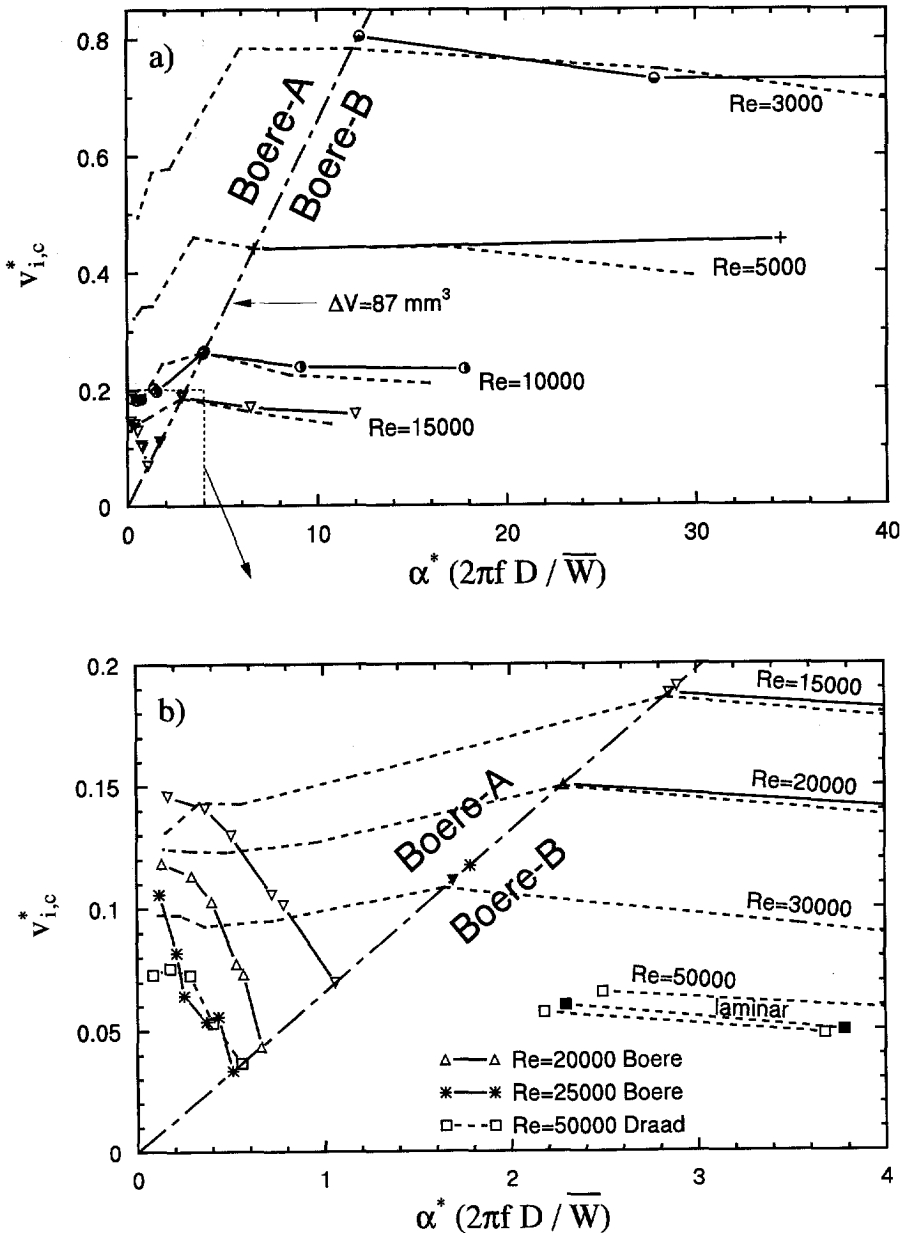 0.8
a)
Boere-A
Boere-B
Re=3000
0.6
v*i,c
0.4
Re=5000
ΔV=87 mm³
Re=10000
0.2
Re=15000
0
0 10 20 30 40
α* (2πf D / W̅)
0.2
b)
Re=15000
0.15
Re=20000
Boere-A
Boere-B
v*i,c
0.1
Re=30000
Re=50000
laminar
0.05
Re=20000 Boere
Re=25000 Boere
Re=50000 Draad
0
0 1 2 3 4
α* (2πf D / W̅)